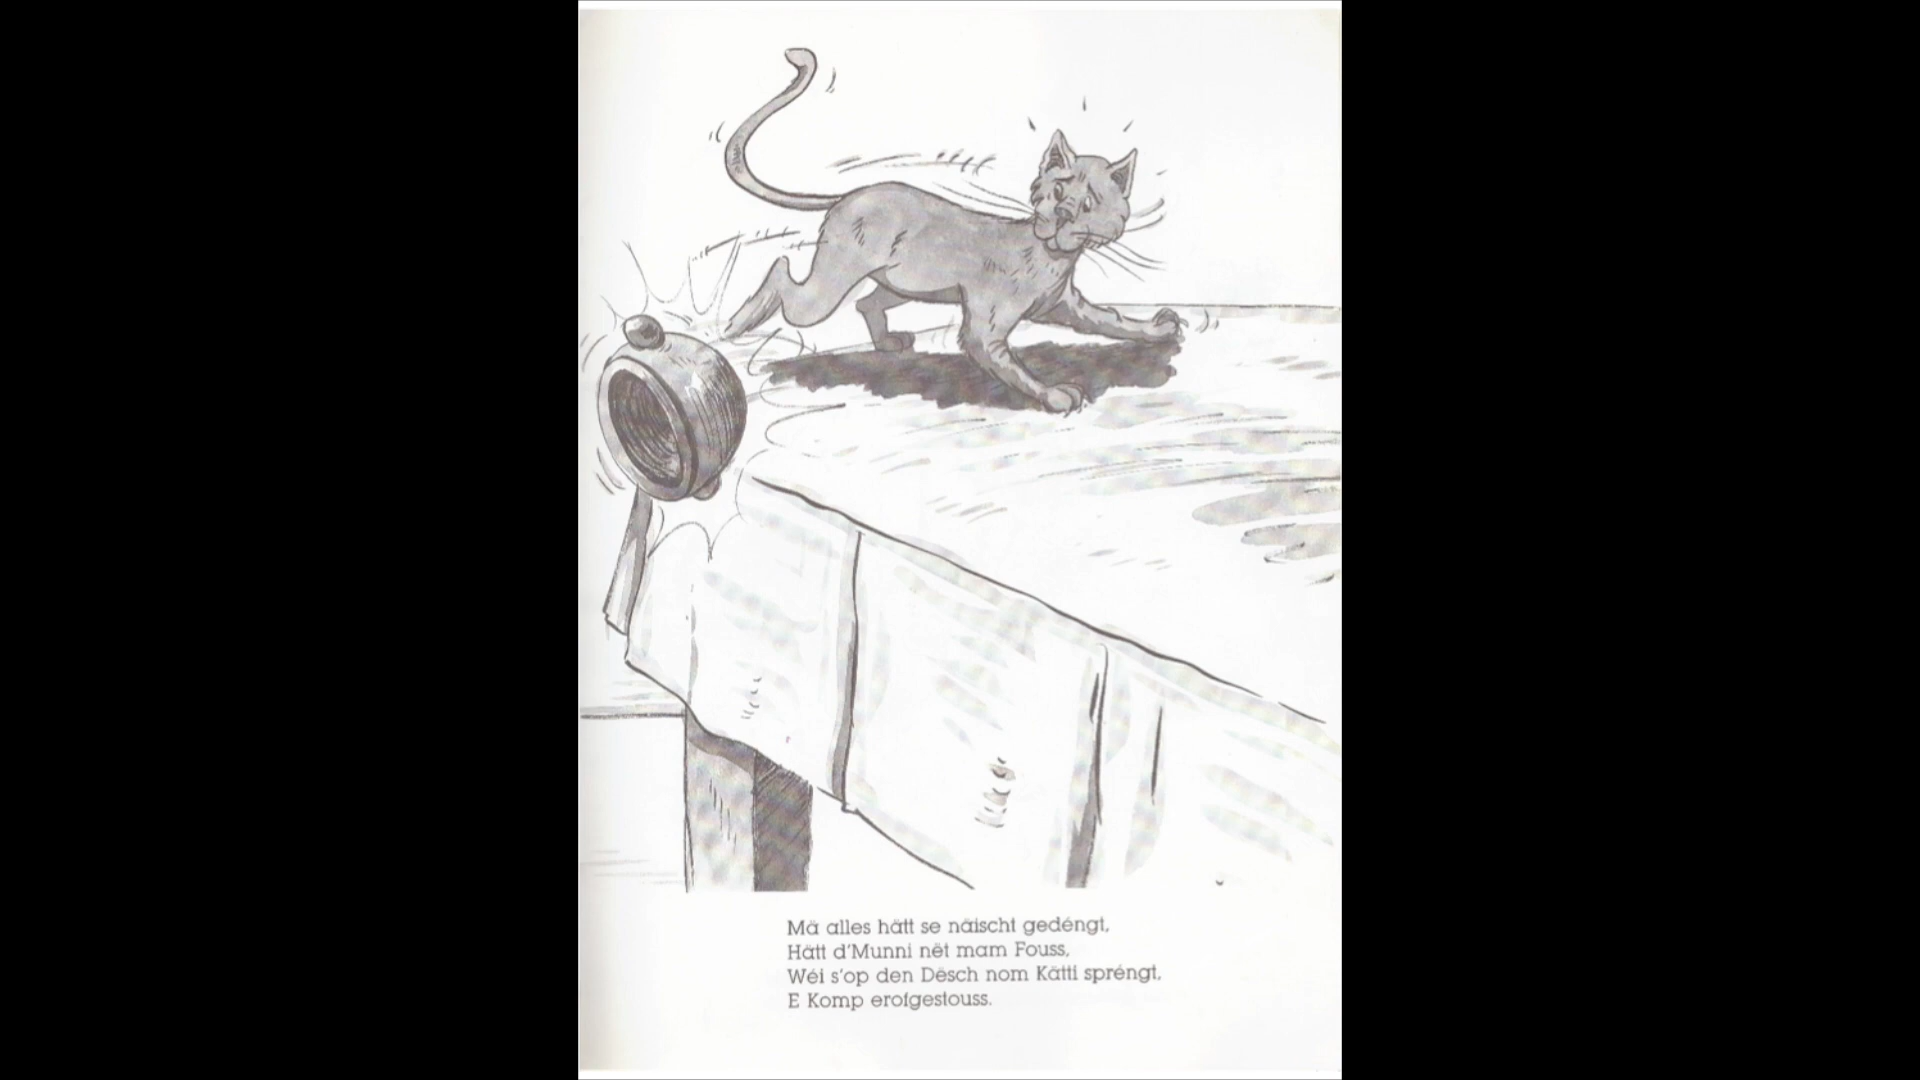 Mä alles hätt se näischt gedéngt,
Hätt d'Munni nët mam Fouss,
Wéi s'op den Dësch nom Kätti spréngt,
E Komp erofgestouss.